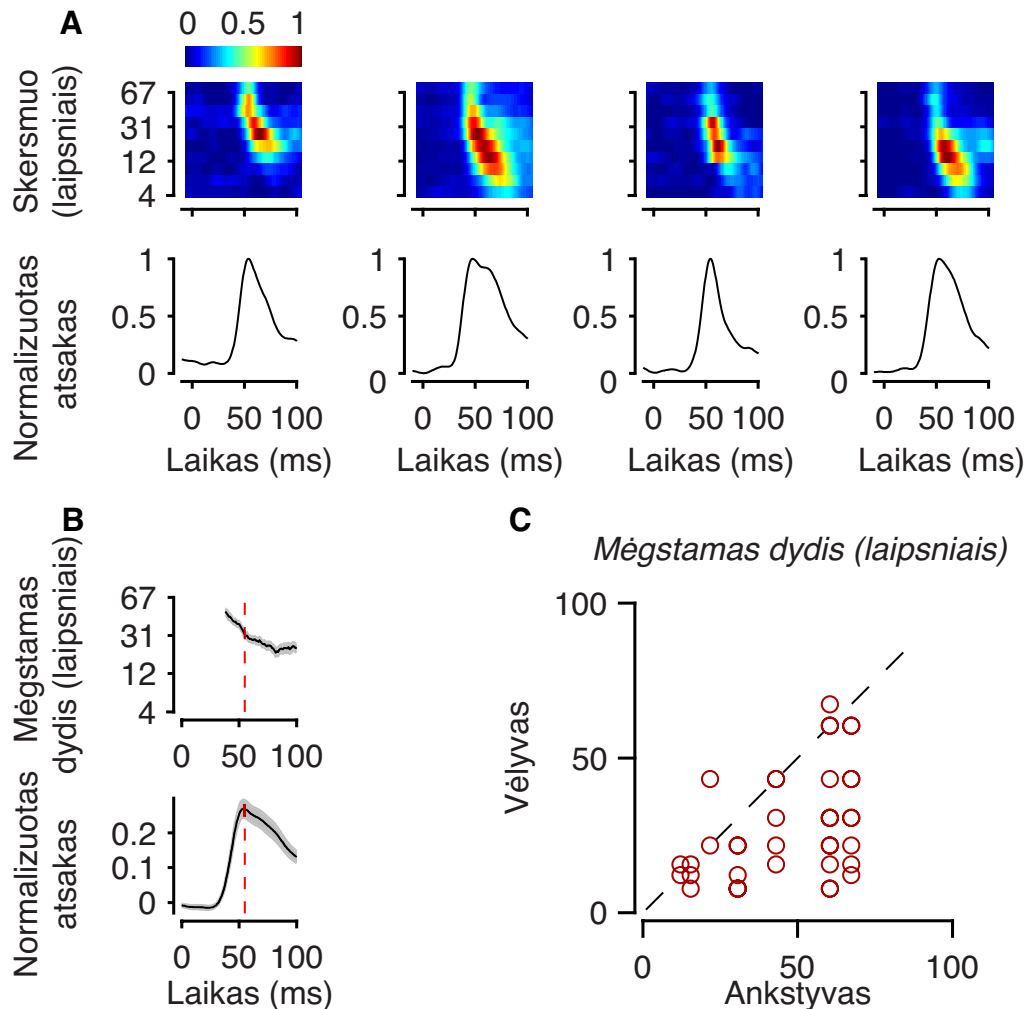 A
0 0.5 1
Skersmuo
(laipsniais)
67
31
12
4
Normalizuotas
atsakas
1
0.5
0
1
0.5
0
1
0.5
0
1
0.5
0
0 50 100
0 50 100
0 50 100
0 50 100
Laikas (ms)
Laikas (ms)
Laikas (ms)
Laikas (ms)
B
Mėgstamas
dydis (laipsniais)
67
31
12
4
0 50 100
Normalizuotas
atsakas
0.2
0.1
0
0 50 100
Laikas (ms)
C
Mėgstamas dydis (laipsniais)
Vėlyvas
100
50
0
0 50 100
Ankstyvas